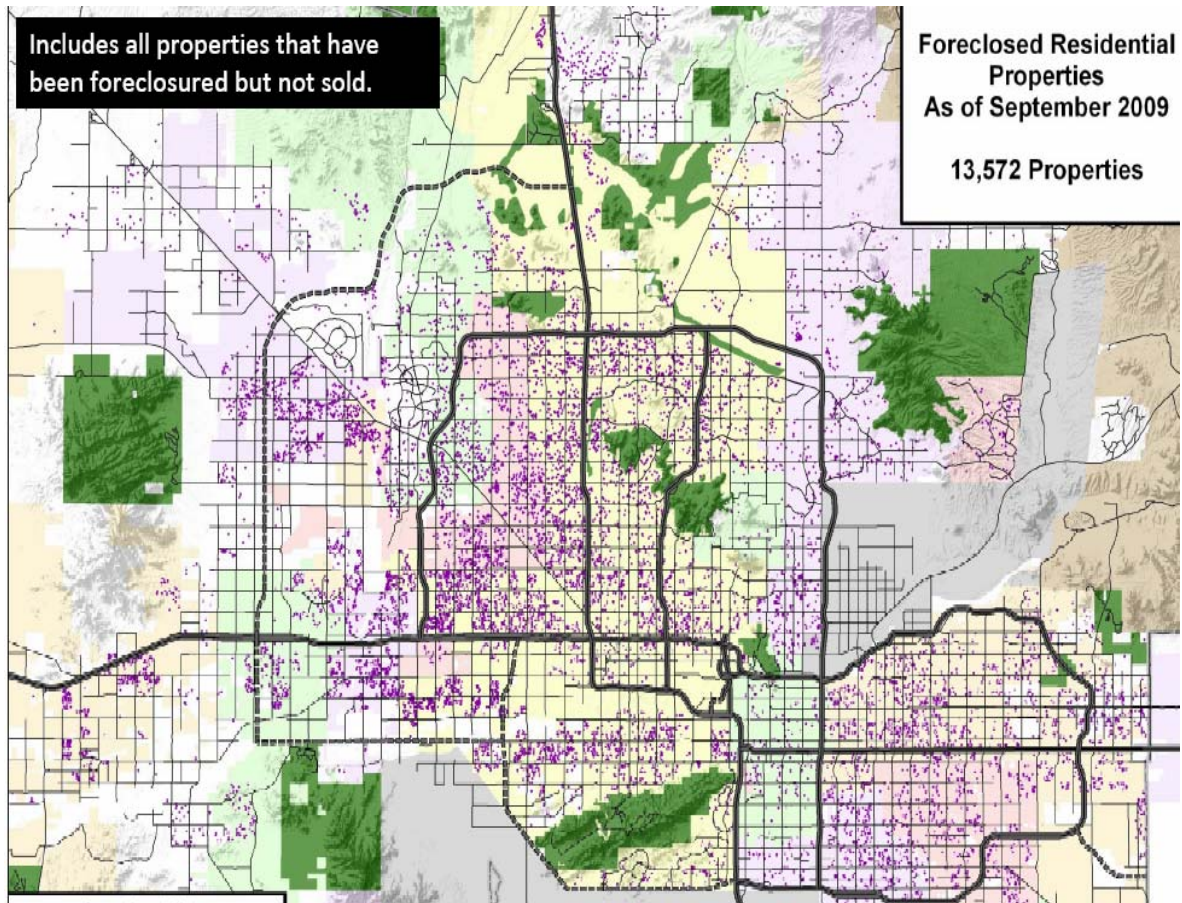 Includes all properties that have
been foreclosured but not sold.
Foreclosed Residential
Properties
As of September 2009
13,572 Properties